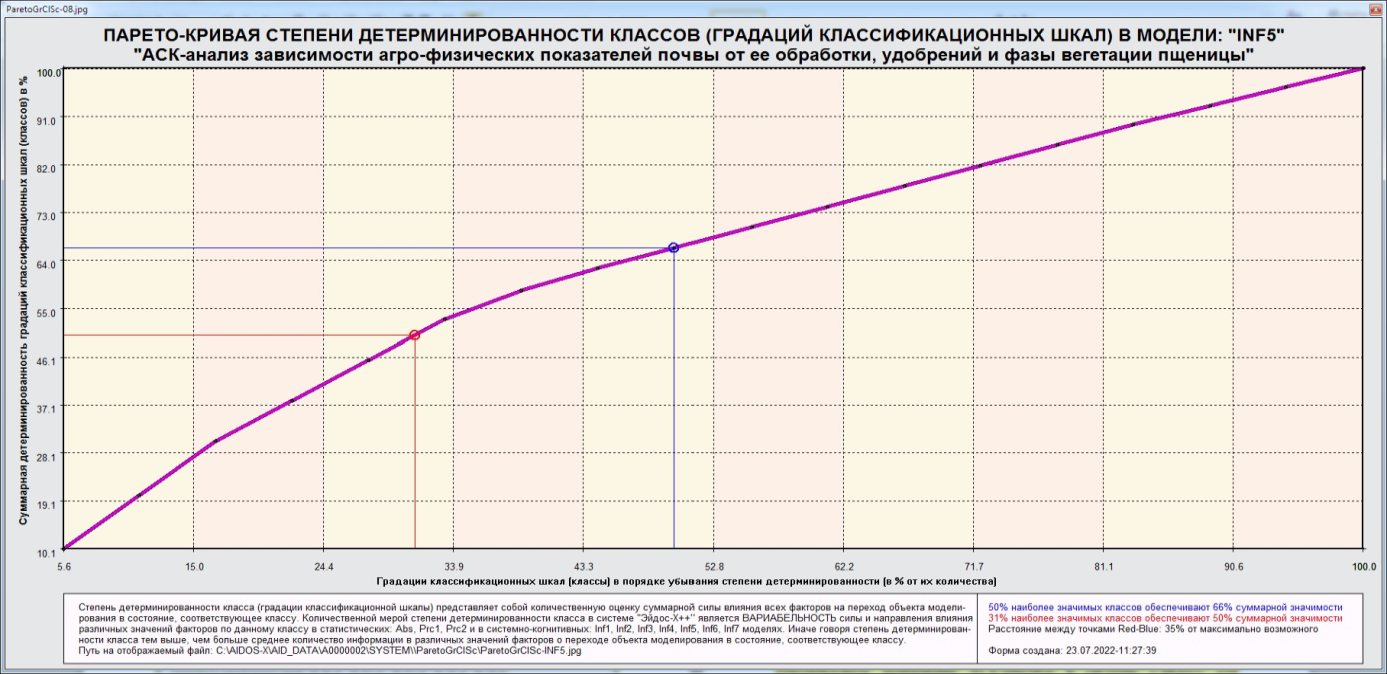 ParetoGrClSc-08.jpg
ПАРЕТО-КРИВАЯ СТЕПЕНИ ДЕТЕРМИНИРОВАННОСТИ КЛАССОВ (ГРАДАЦИЙ КЛАССИФИКАЦИОННЫХ ШКАЛ) В МОДЕЛИ: "INF5"
"АСК-анализ зависимости агро-физических показателей почвы от ее обработки, удобрений и фазы вегетации пщеницы"
Суммарная детерминированность градаций классификационных шкал (классов) в %
100.0
91.0
82.0
73.0
64.0
55.0
46.1
37.1
28.1
19.1
10.1
5.6 15.0 24.4 33.9 43.3 52.8 62.2 71.7 81.1 90.6 100.0
Градации классификационных шкал (классы) в порядке убывания степени детерминированности (в % от их количества)
Степень детерминированности класса (градации классификационной шкалы) представляет собой количественную оценку суммарной силы влияния всех факторов на переход объекта модели-
рования в состояние, соответствующее классу. Количественной мерой степени детерминированности класса в системе "Эйдос-X++" является ВАРИАБЕЛЬНОСТЬ силы и направления влияния
различных значений факторов по данному классу в статистических: Abs, Prc1, Prc2 и в системно-когнитивных: Inf1, Inf2, Inf3, Inf4, Inf5, Inf6, Inf7 моделях. Иначе говоря степень детерминирован-
ности класса тем выше, чем больше среднее количество информации в различных значений факторов о переходе объекта моделирования в состояние, соответствующее классу.
Путь на отображаемый файл: C:\AIDOS-X\AID_DATA\A0000002\SYSTEM\\ParetoGrClSc\ParetoGrClSc-INF5.jpg
50% наиболее значимых классов обеспечивают 66% суммарной значимости
31% наиболее значимых классов обеспечивают 50% суммарной значимости
Расстояние между точками Red-Blue: 35% от максимально возможного
Форма создана: 23.07.2022-11:27:39